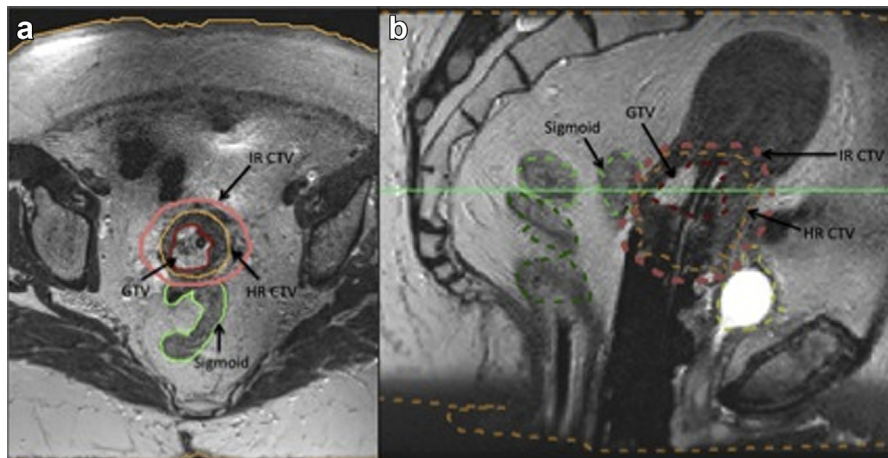 a
IR CTV
GTV
HR CTV
Sigmoid
b
GTV
Sigmoid
IR CTV
HR CTV